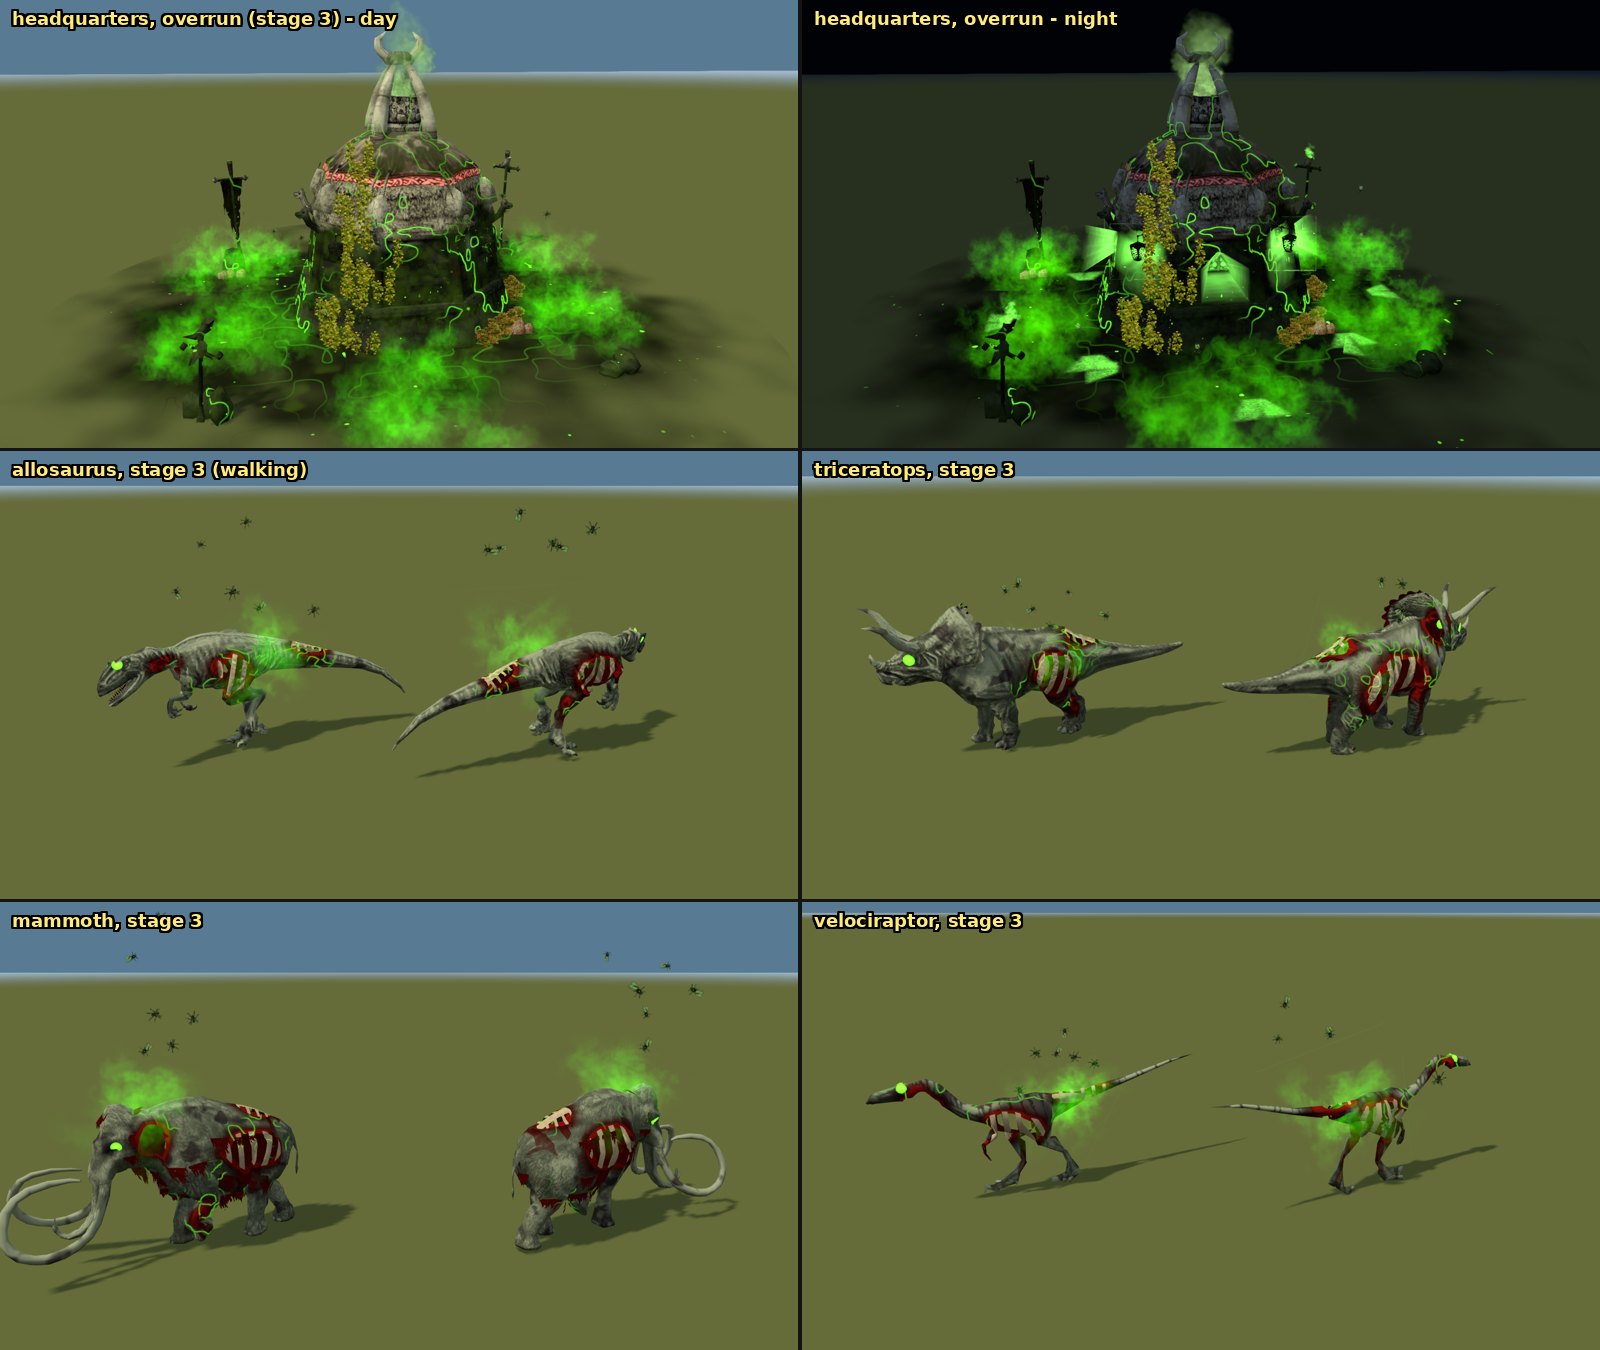 headquarters, overrun (stage 3) - day
headquarters, overrun - night
allosaurus, stage 3 (walking)
triceratops, stage 3
mammoth, stage 3
velociraptor, stage 3